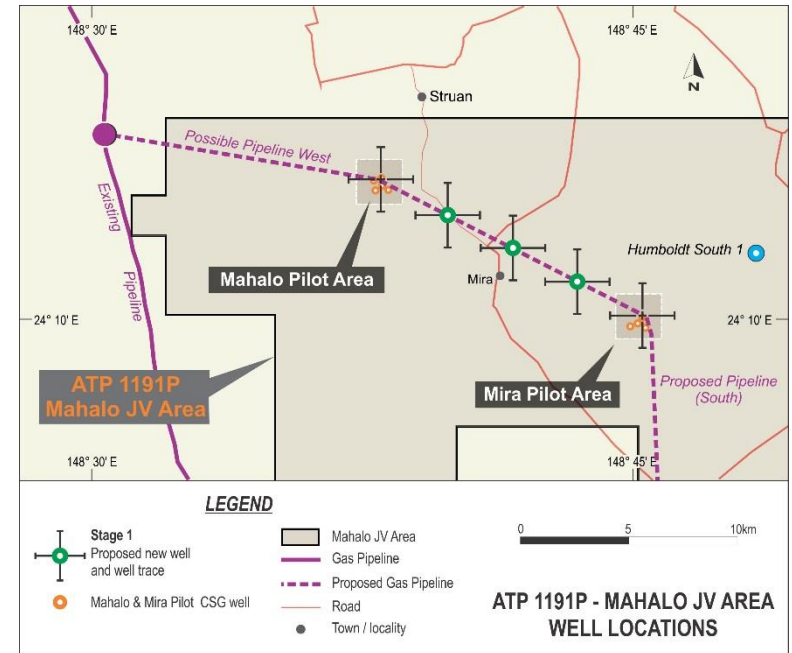 148° 30' E
148° 45' E
Struan
N
Possible Pipeline West
Existing
Pipeline
Mahalo Pilot Area
Mira
Humboldt South 1
24° 10' E
24° 10' E
ATP 1191P
Mahalo JV Area
Mira Pilot Area
Proposed Pipeline
(South)
148° 30' E
148° 45' E
LEGEND
Stage 1
Proposed new well
and well trace
Mahalo & Mira Pilot CSG well
Mahalo JV Area
Gas Pipeline
Proposed Gas Pipeline
Road
Town / locality
0
5
10km
ATP 1191P - MAHALO JV AREA
WELL LOCATIONS